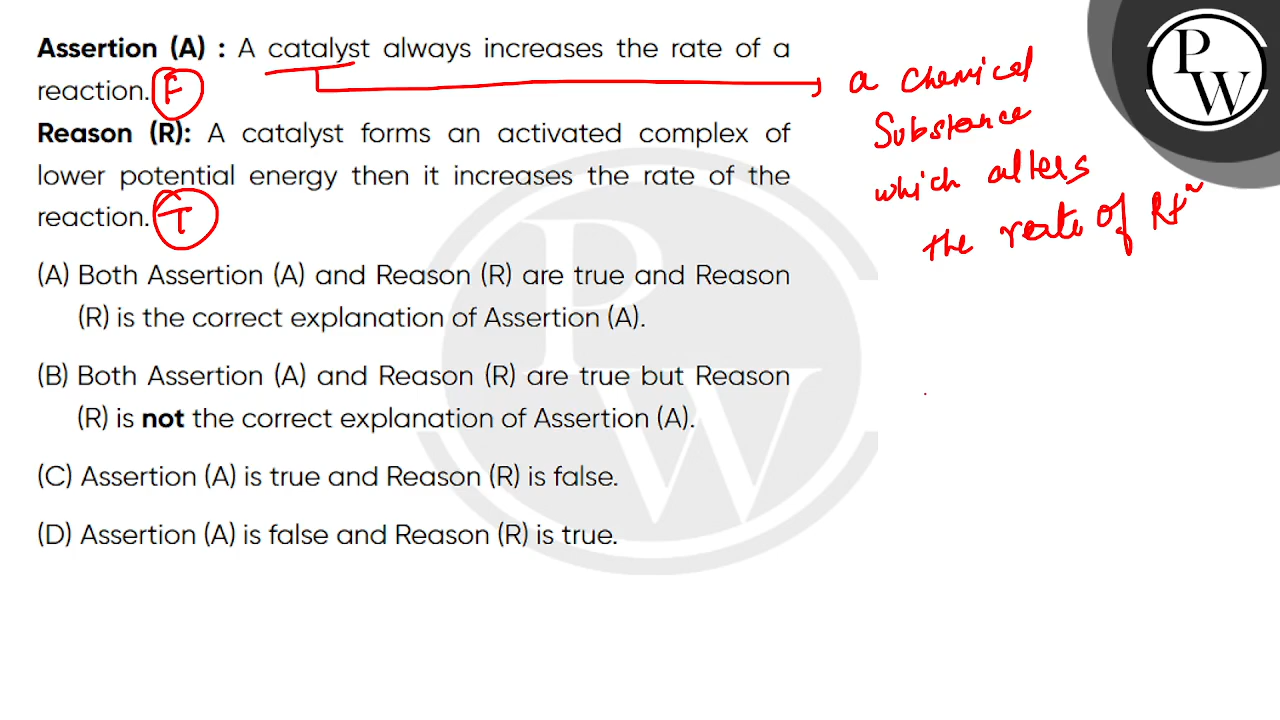 Assertion (A) : A catalyst always increases the rate of a
reaction. F
Reason (R): A catalyst forms an activated complex of
lower potential energy then it increases the rate of the
reaction. T
(A) Both Assertion (A) and Reason (R) are true and Reason
(R) is the correct explanation of Assertion (A).
(B) Both Assertion (A) and Reason (R) are true but Reason
(R) is not the correct explanation of Assertion (A).
(C) Assertion (A) is true and Reason (R) is false.
(D) Assertion (A) is false and Reason (R) is true.
a chemical
Substance
which alters
the rate of Rxⁿ
P
W
P
W